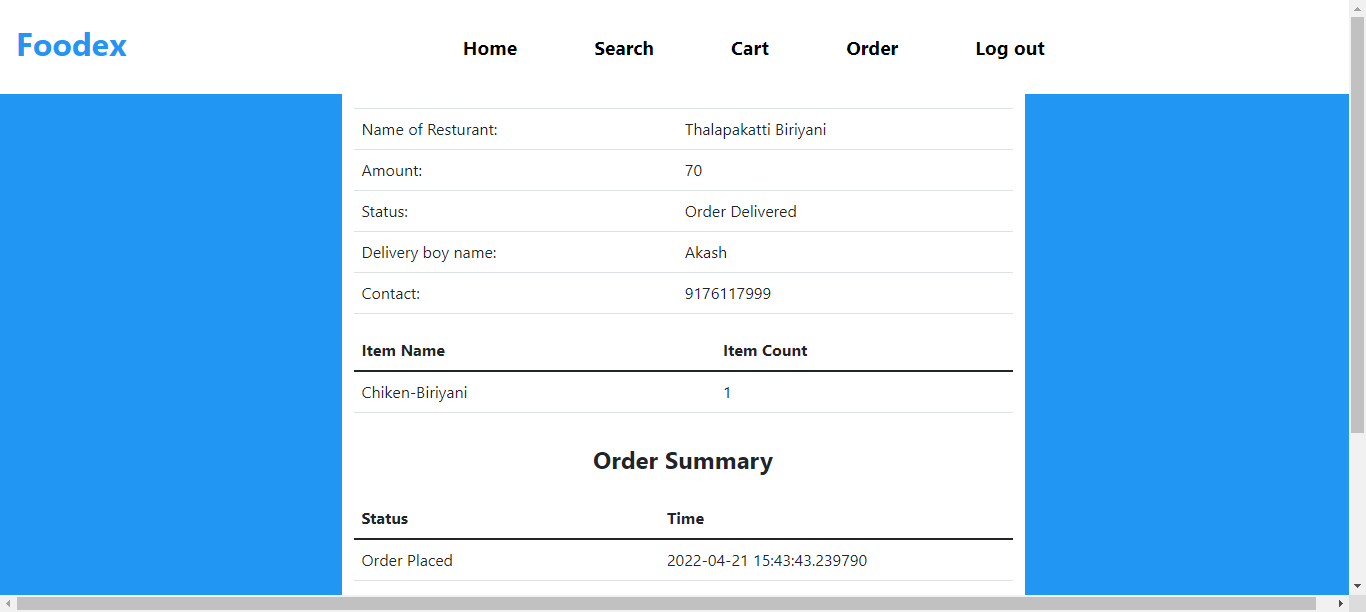 Foodex Home Search Cart Order Log out
Name of Resturant: Thalapakatti Biriyani
Amount: 70
Status: Order Delivered
Delivery boy name: Akash
Contact: 9176117999
Item Name Item Count
Chiken-Biriyani 1
Order Summary
Status Time
Order Placed 2022-04-21 15:43:43.239790